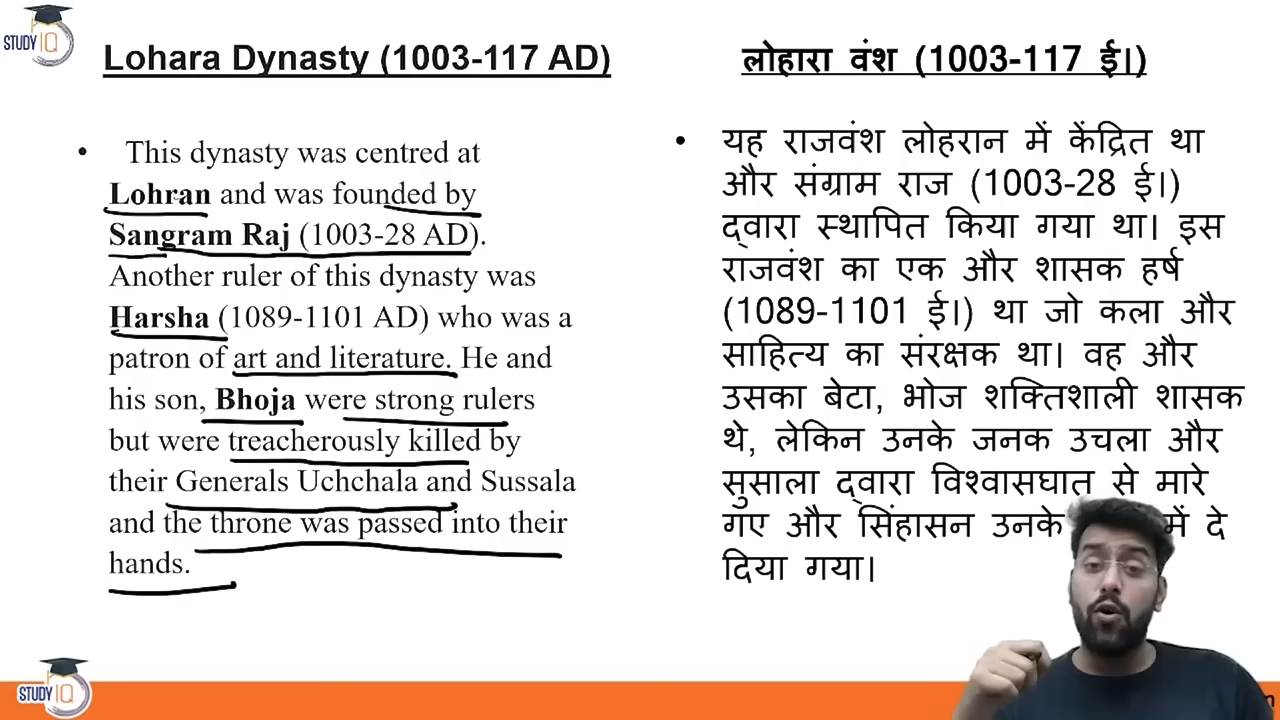 STUDY IQ
Lohara Dynasty (1003-117 AD)
• This dynasty was centred at
Lohran and was founded by
Sangram Raj (1003-28 AD).
Another ruler of this dynasty was
Harsha (1089-1101 AD) who was a
patron of art and literature. He and
his son, Bhoja were strong rulers
but were treacherously killed by
their Generals Uchchala and Sussala
and the throne was passed into their
hands.
लोहारा वंश (1003-117 ई।)
• यह राजवंश लोहरान में केंद्रित था
और संग्राम राज (1003-28 ई।)
द्वारा स्थापित किया गया था। इस
राजवंश का एक और शासक हर्ष
(1089-1101 ई।) था जो कला और
साहित्य का संरक्षक था। वह और
उसका बेटा, भोज शक्तिशाली शासक
थे, लेकिन उनके जनक उचला और
सुसाला द्वारा विश्वासघात से मारे
गए और सिंहासन उनके में दे
दिया गया।
STUDY IQ